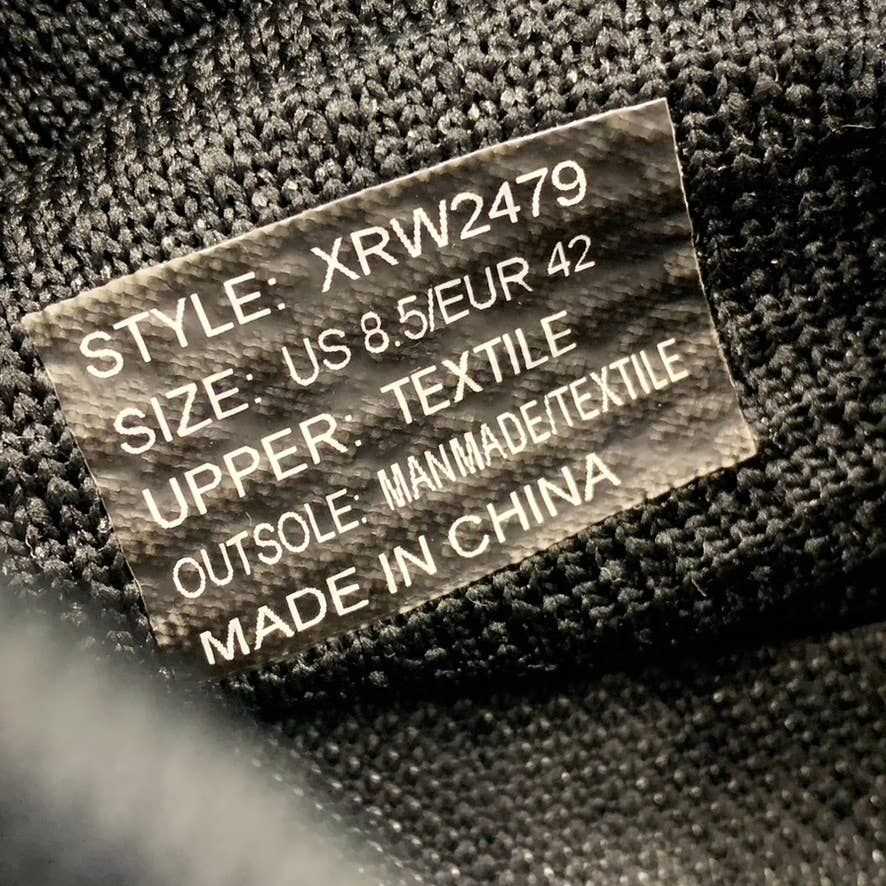 STYLE: XRW2479
SIZE: US 8.5/EUR 42
UPPER: TEXTILE
OUTSOLE: MANMADE/TEXTILE
MADE IN CHINA